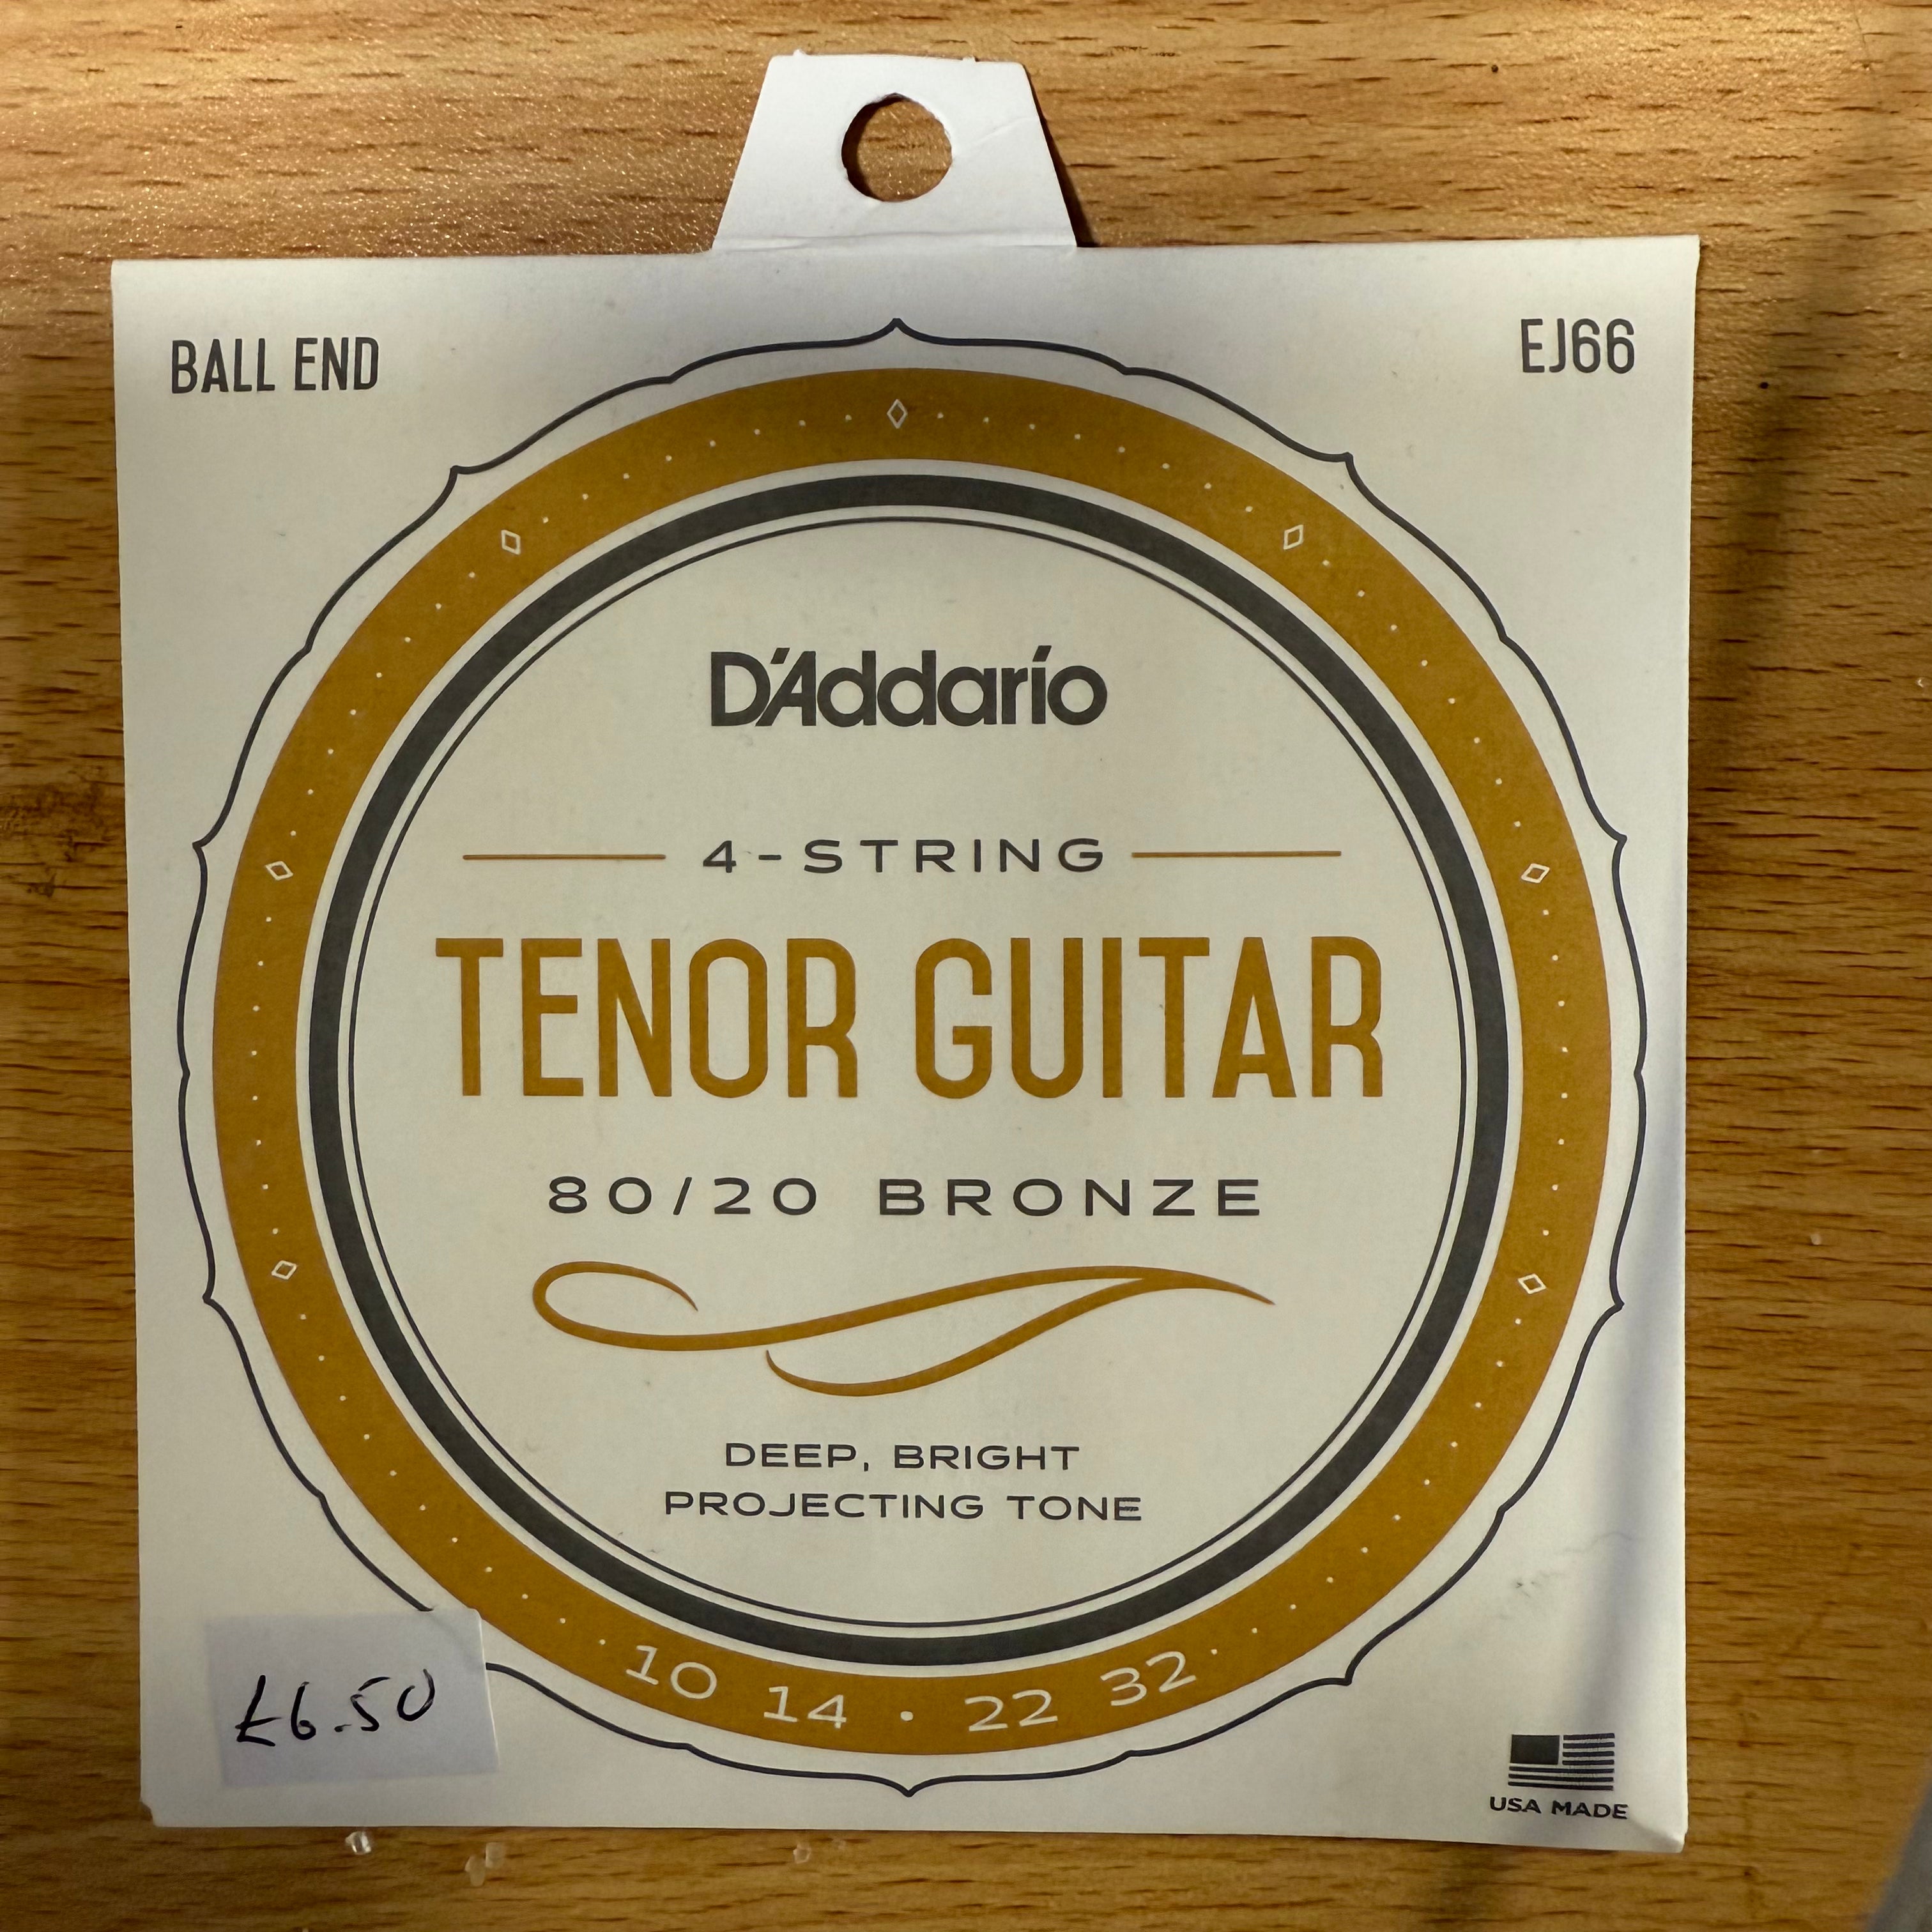 BALL END
EJ66
D'Addario
4-STRING
TENOR GUITAR
80/20 BRONZE
DEEP, BRIGHT
PROJECTING TONE
10 14 · 22 32
£6.50
USA MADE